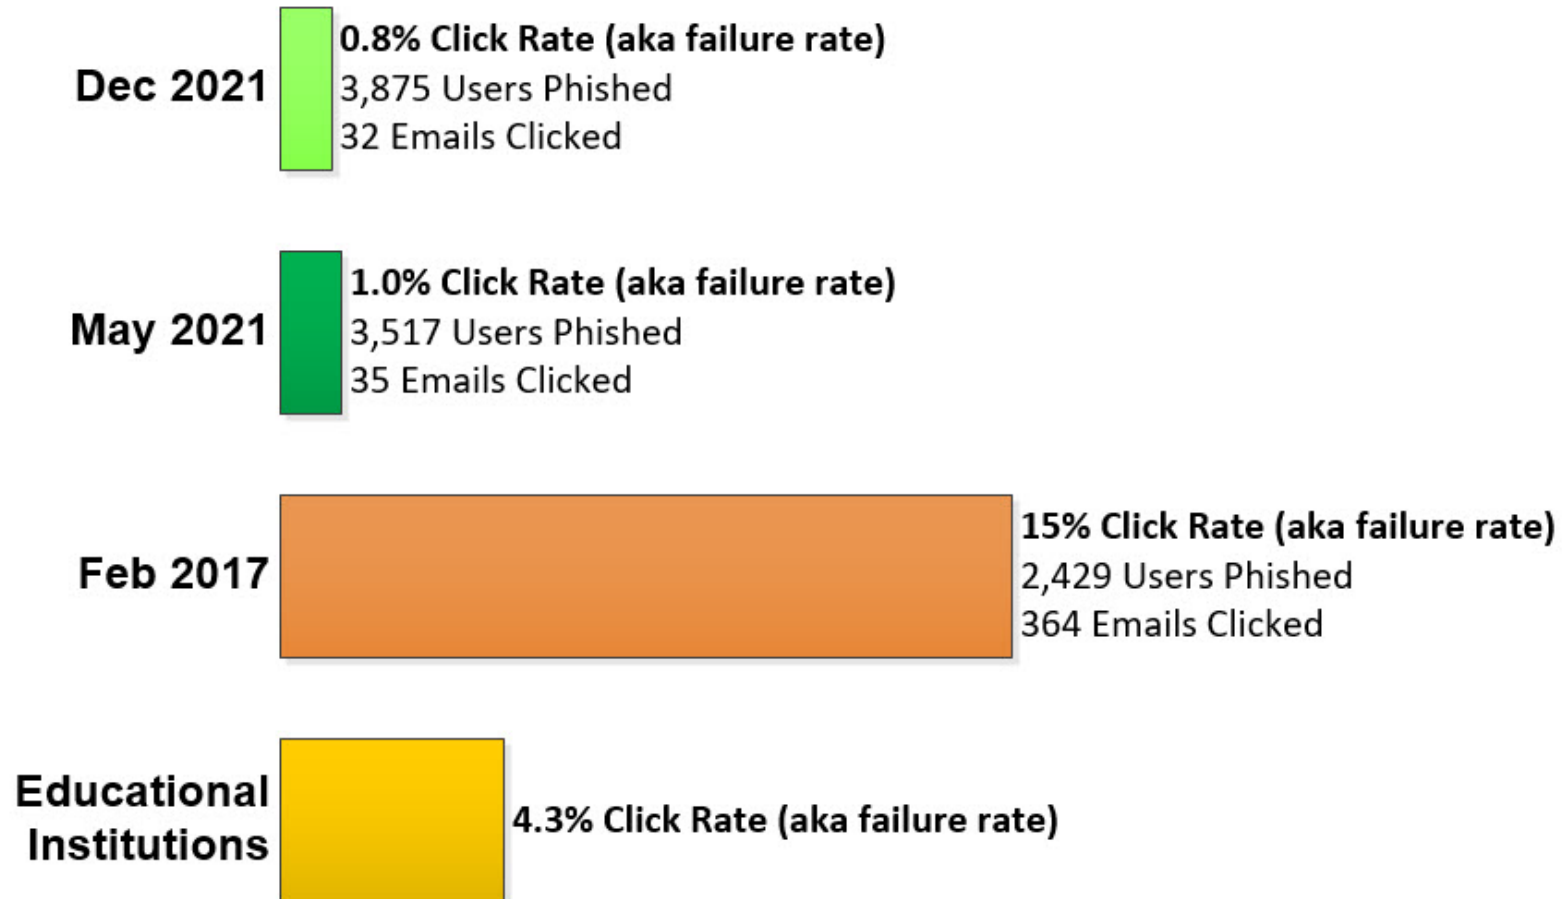 Dec 2021
0.8% Click Rate (aka failure rate)
3,875 Users Phished
32 Emails Clicked
May 2021
1.0% Click Rate (aka failure rate)
3,517 Users Phished
35 Emails Clicked
Feb 2017
15% Click Rate (aka failure rate)
2,429 Users Phished
364 Emails Clicked
Educational
Institutions
4.3% Click Rate (aka failure rate)